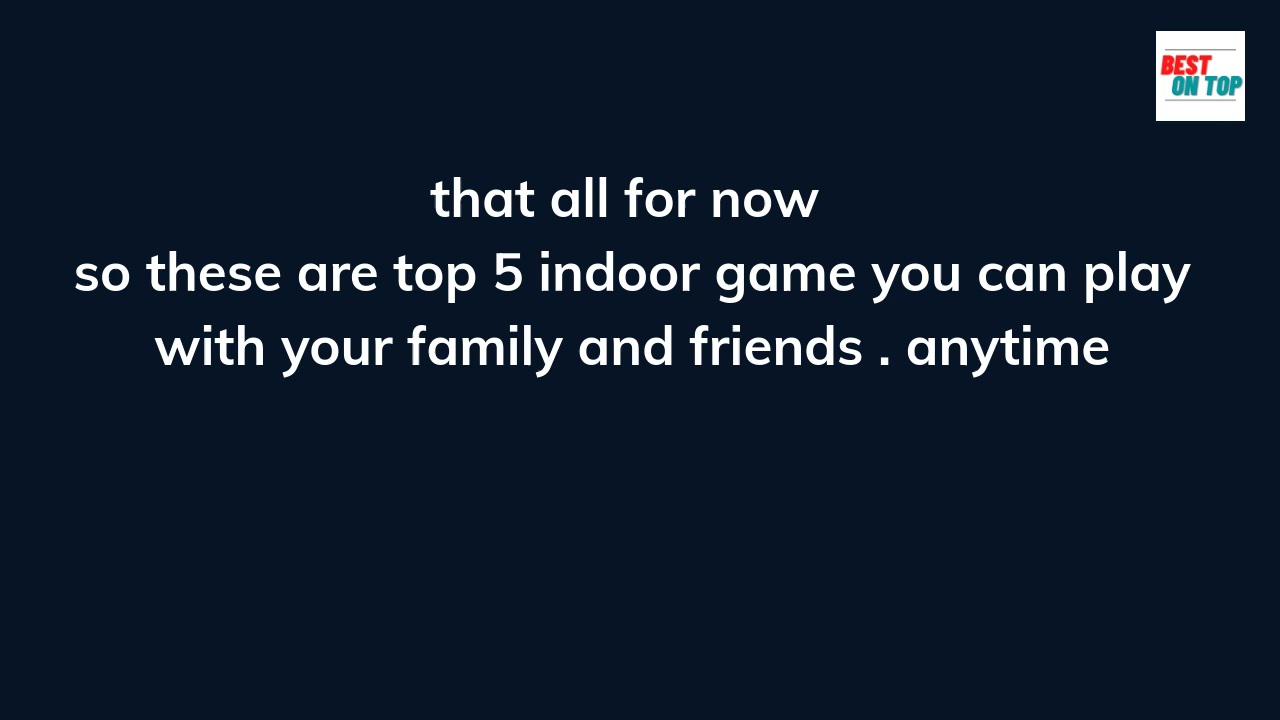 BEST
ON TOP
that all for now
so these are top 5 indoor game you can play
with your family and friends . anytime